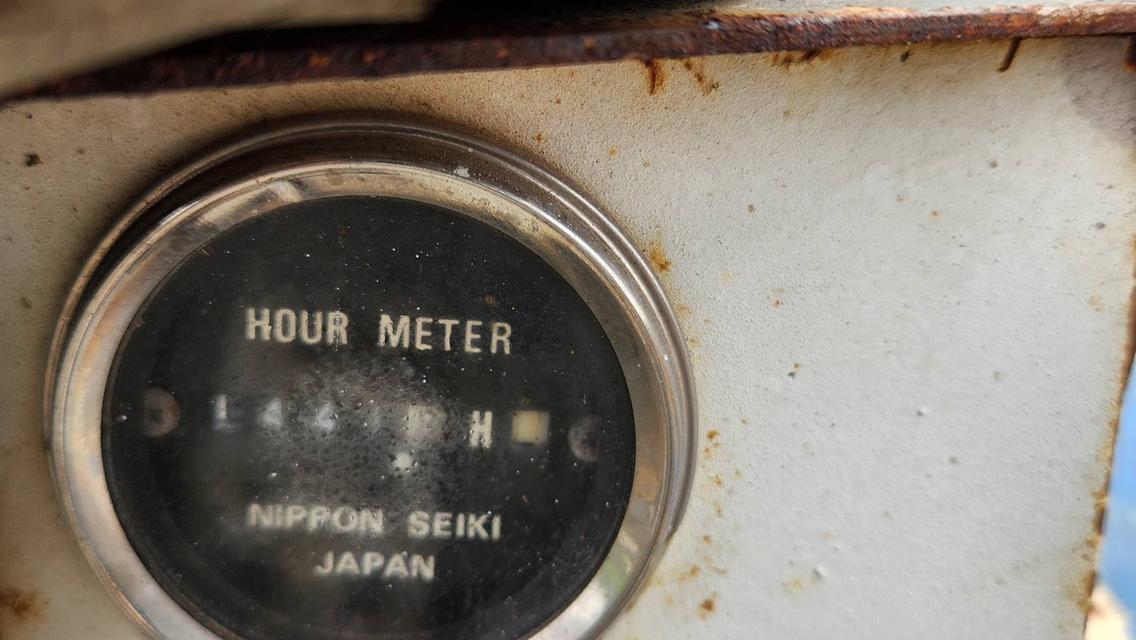 HOUR METER
H
NIPPON SEIKI
JAPAN